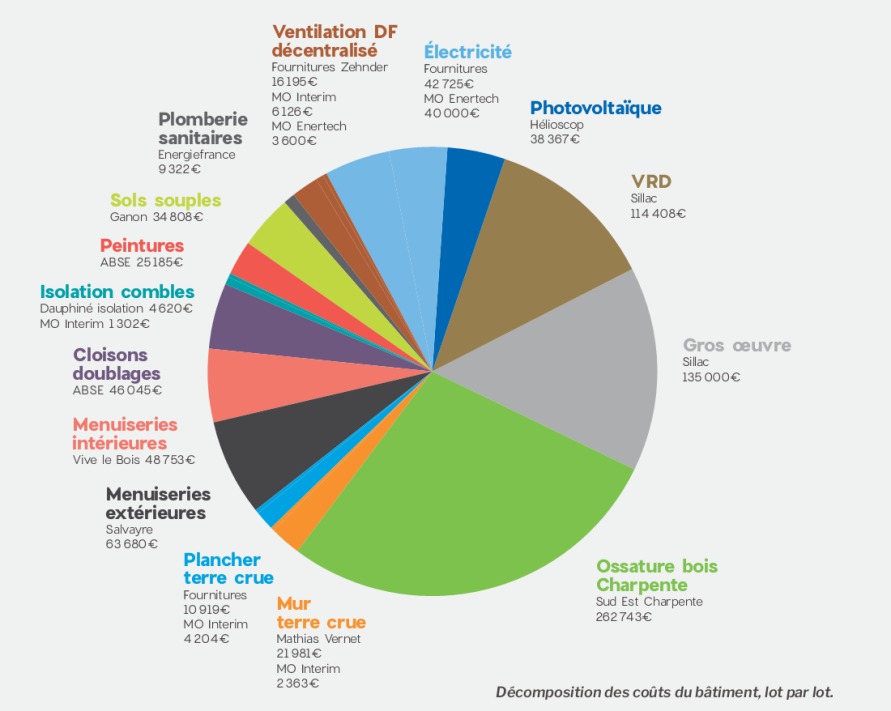 Ventilation DF
décentralisé
Fournitures Zehnder
16 195€
MO Interim
6 126€
MO Enertech
3 600€
Électricité
Fournitures
42 725€
MO Enertech
40 000€
Photovoltaïque
Hélioscop
38 367€
VRD
Sillac
114 408€
Gros œuvre
Sillac
135 000€
Ossature bois
Charpente
Sud Est Charpente
262 743€
Mur
terre crue
Mathias Vernet
21 981€
MO Interim
2 363€
Plancher
terre crue
Fournitures
10 919€
MO Interim
4 204€
Menuiseries
extérieures
Salvayre
63 680€
Menuiseries
intérieures
Vive le Bois 48 753€
Cloisons
doublages
ABSE 46 045€
Isolation combles
Dauphiné isolation 4 620€
MO Interim 1 302€
Peintures
ABSE 25 185€
Sols souples
Ganon 34 808€
Plomberie
sanitaires
Energiefrance
9 322€
Décomposition des coûts du bâtiment, lot par lot.